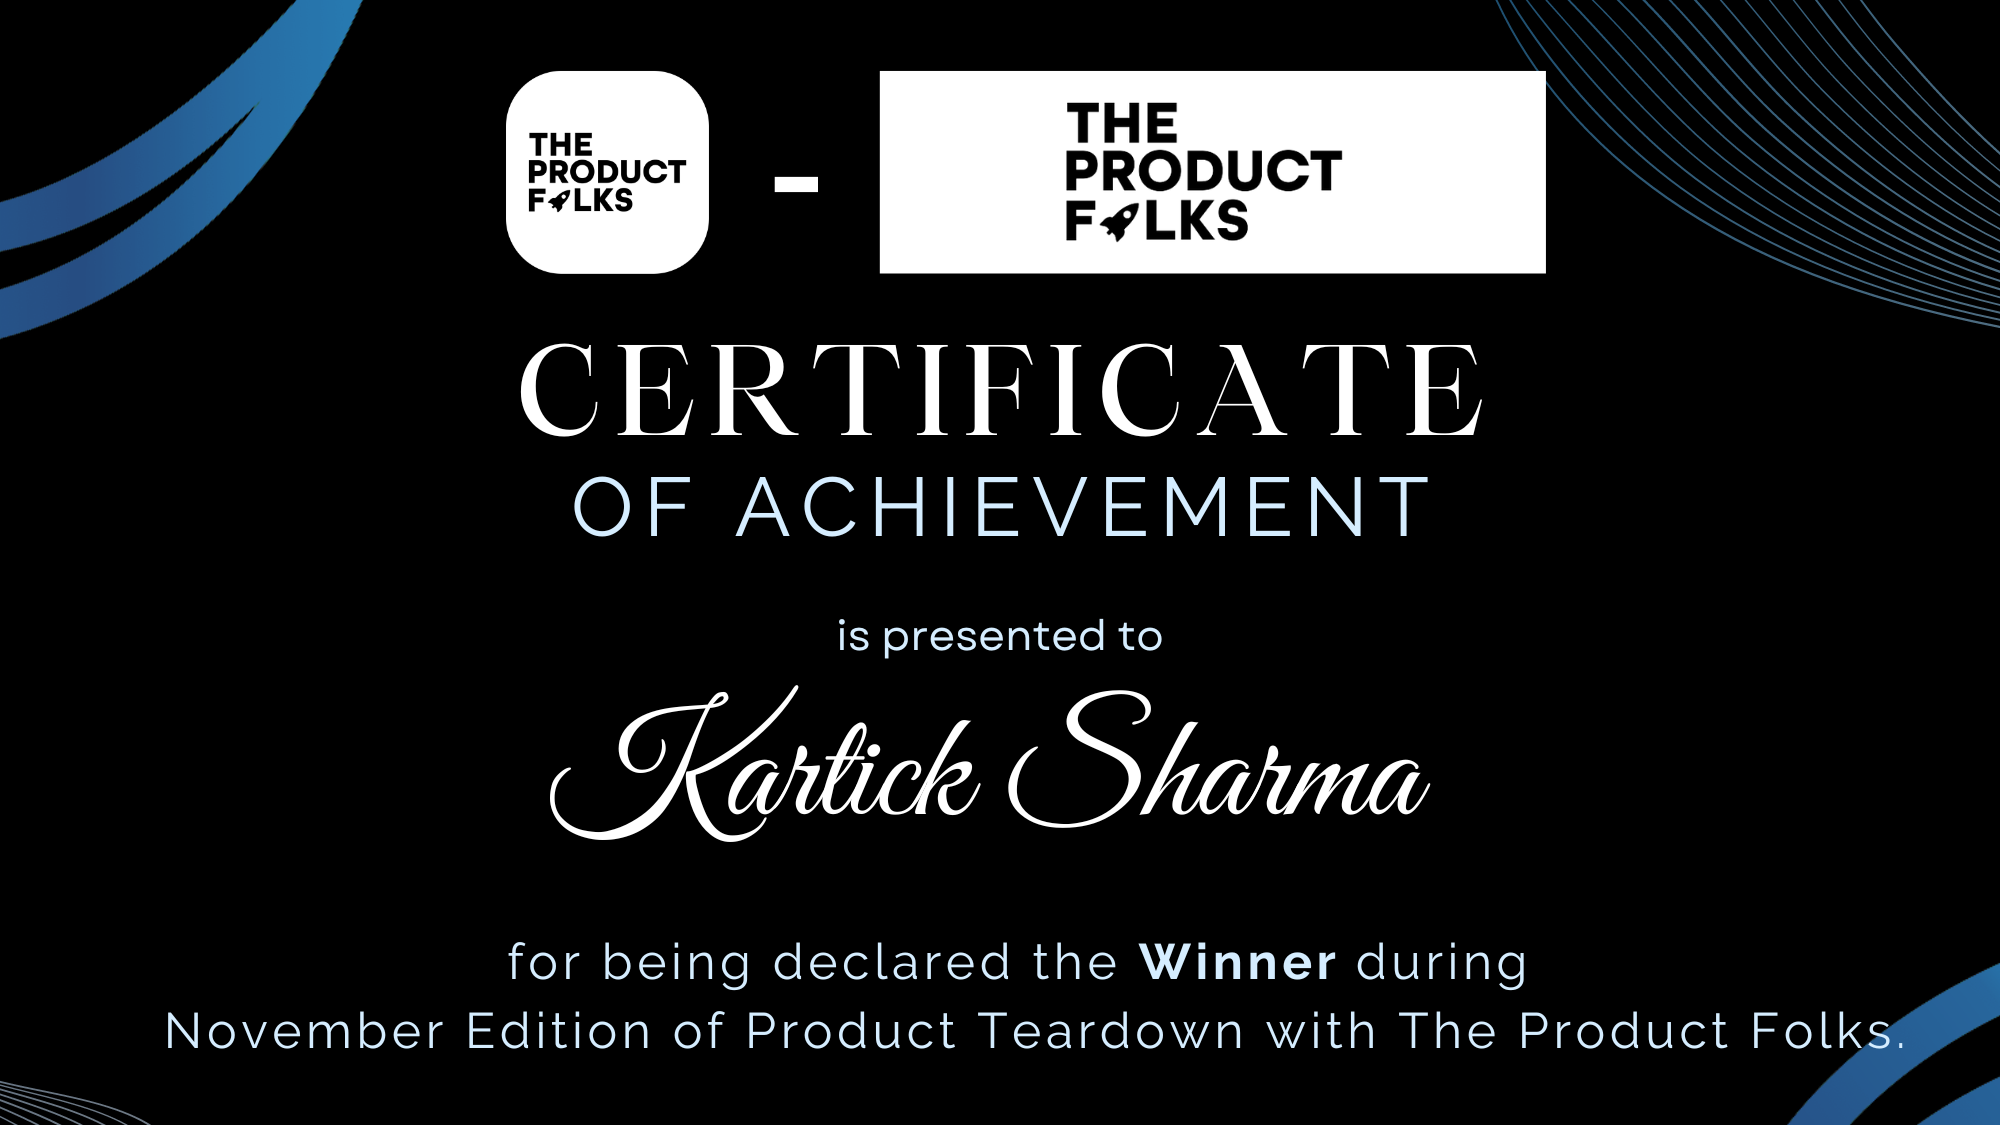 THE
PRODUCT
FOLKS
-
THE
PRODUCT
FOLKS
CERTIFICATE
OF ACHIEVEMENT
is presented to
Kartick Sharma
for being declared the Winner during
November Edition of Product Teardown with The Product Folks.